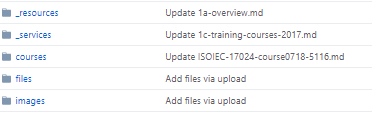 _resources Update 1a-overview.md
_services Update 1c-training-courses-2017.md
courses Update ISOIEC-17024-course0718-5116.md
files Add files via upload
images Add files via upload